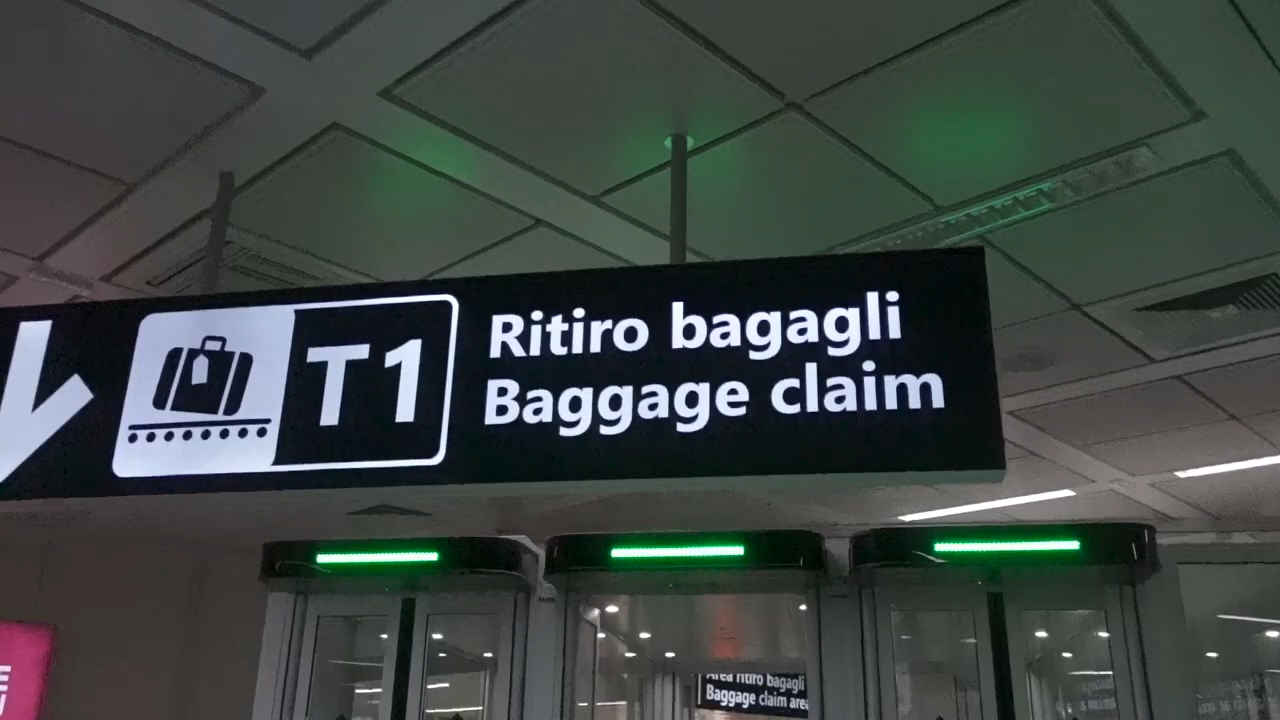 T1
Ritiro bagagli
Baggage claim
Area ritiro bagagli
Baggage claim area